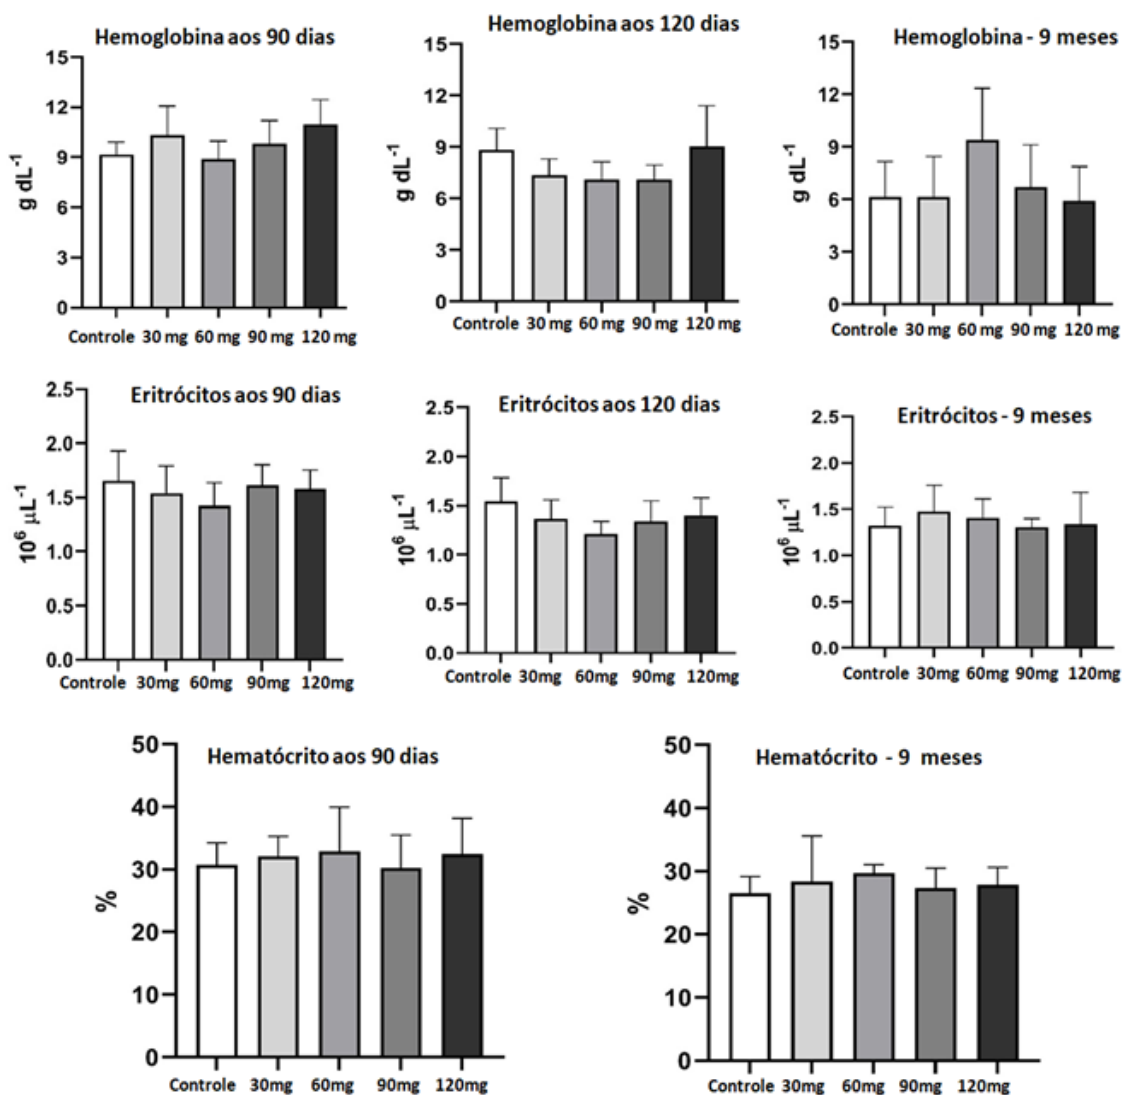 Hemoglobina aos 90 dias
15
12
9
6
3
0
g dL-1
Controle 30 mg 60 mg 90 mg 120 mg
Hemoglobina aos 120 dias
15
12
9
6
3
0
g dL-1
Controle 30 mg 60 mg 90 mg 120 mg
Hemoglobina - 9 meses
15
12
9
6
3
0
g dL-1
Controle 30 mg 60 mg 90 mg 120 mg
Eritrócitos aos 90 dias
2.5
2.0
1.5
1.0
0.5
0.0
10⁶ µL-1
Controle 30mg 60mg 90mg 120mg
Eritrócitos aos 120 dias
2.5
2.0
1.5
1.0
0.5
0.0
10⁶ µL-1
Controle 30mg 60mg 90mg 120mg
Eritrócitos - 9 meses
2.5
2.0
1.5
1.0
0.5
0.0
10⁶ µL-1
Controle 30mg 60mg 90mg 120mg
Hematócrito aos 90 dias
50
40
30
20
10
0
%
Controle 30mg 60mg 90mg 120mg
Hematócrito - 9 meses
50
40
30
20
10
0
%
Controle 30mg 60mg 90mg 120mg